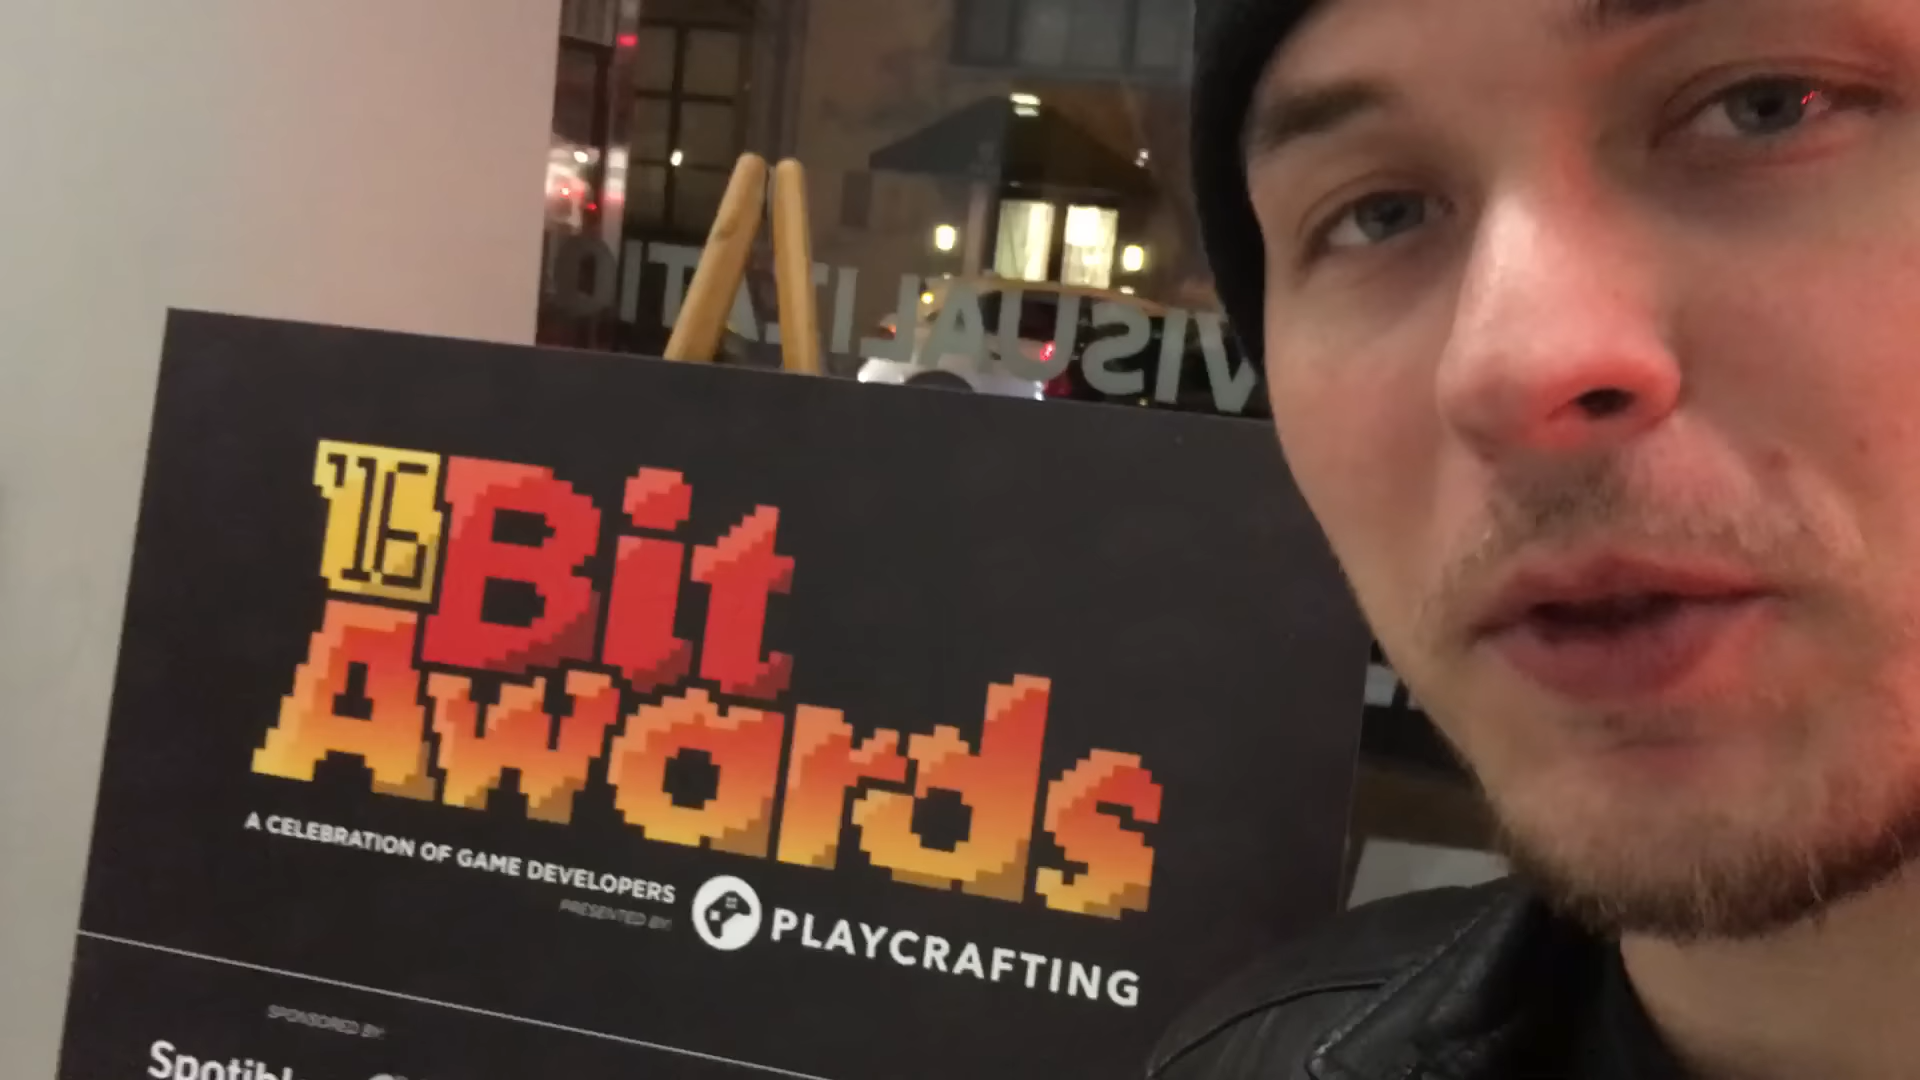 '16 Bit
Awards
A CELEBRATION OF GAME DEVELOPERS
PRESENTED BY:
PLAYCRAFTING
SPONSORED BY: